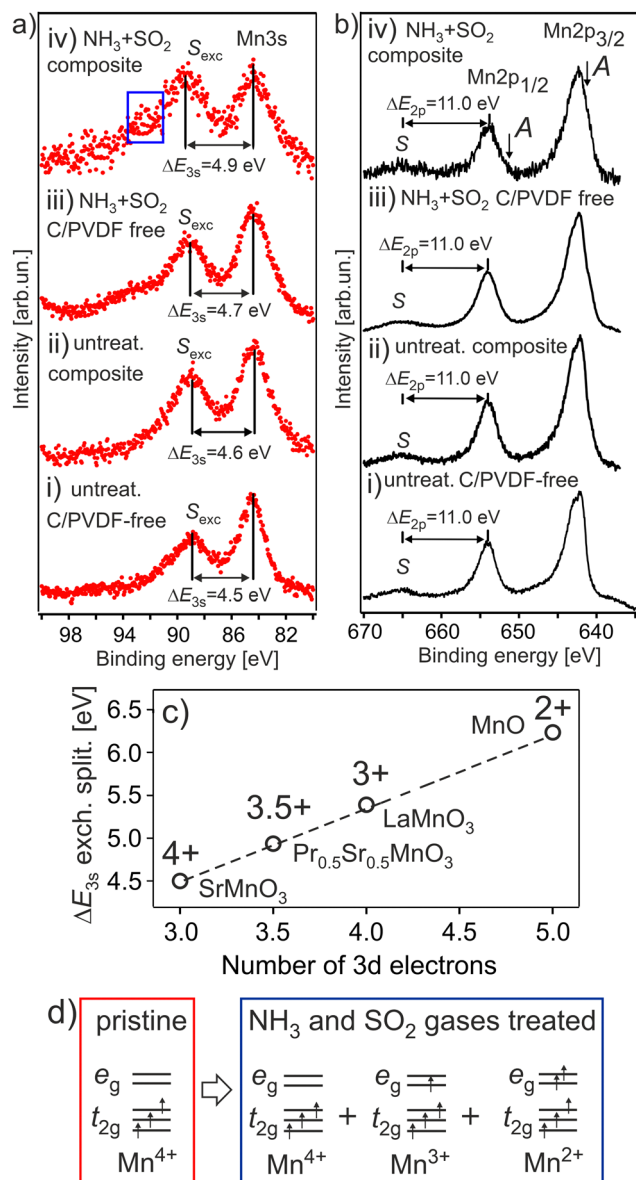 a)
iv) NH3+SO2
composite
Sexc
Mn3s
ΔE3s=4.9 eV
iii) NH3+SO2
C/PVDF free
Sexc
ΔE3s=4.7 eV
ii) untreat.
composite
Sexc
ΔE3s=4.6 eV
i) untreat.
C/PVDF-free
Sexc
ΔE3s=4.5 eV
Intensity [arb.un.]
98 94 90 86 82
Binding energy [eV]
b)
iv) NH3+SO2
composite
Mn2p3/2
Mn2p1/2
A
ΔE2p=11.0 eV
A
S
iii) NH3+SO2 C/PVDF free
ΔE2p=11.0 eV
S
ii) untreat. composite
ΔE2p=11.0 eV
S
i) untreat. C/PVDF-free
ΔE2p=11.0 eV
S
Intensity [arb.un.]
670 660 650 640
Binding energy [eV]
c)
ΔE3s exch. split. [eV]
6.5
6.0
5.5
5.0
4.5
2+
MnO
3+
LaMnO3
3.5+
Pr0.5Sr0.5MnO3
4+
SrMnO3
3.0 3.5 4.0 4.5 5.0
Number of 3d electrons
d)
pristine
eg
t2g
Mn4+
NH3 and SO2 gases treated
eg eg eg
t2g + t2g + t2g
Mn4+ Mn3+ Mn2+